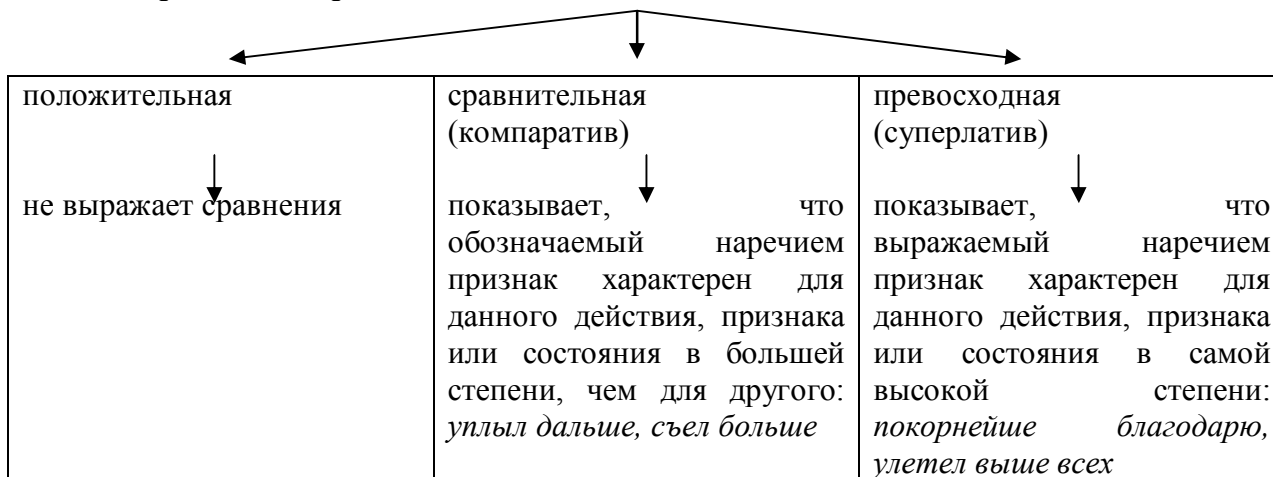 положительная
не выражает сравнения
сравнительная
(компаратив)
показывает, что
обозначаемый наречием
признак характерен для
данного действия, признака
или состояния в большей
степени, чем для другого:
уплыл дальше, съел больше
превосходная
(суперлатив)
показывает, что
выражаемый наречием
признак характерен для
данного действия, признака
или состояния в самой
высокой степени:
покорнейше благодарю,
улетел выше всех